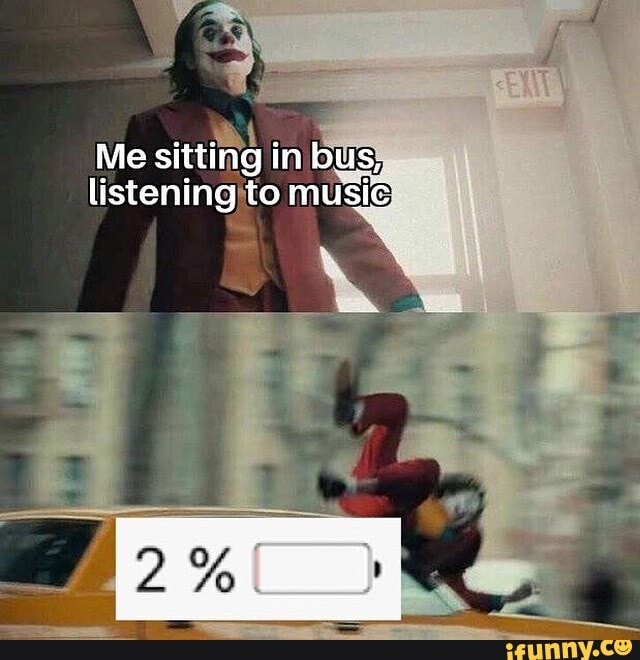 <EXIT
Me sitting in bus,
listening to music
2 %
ifunny.co